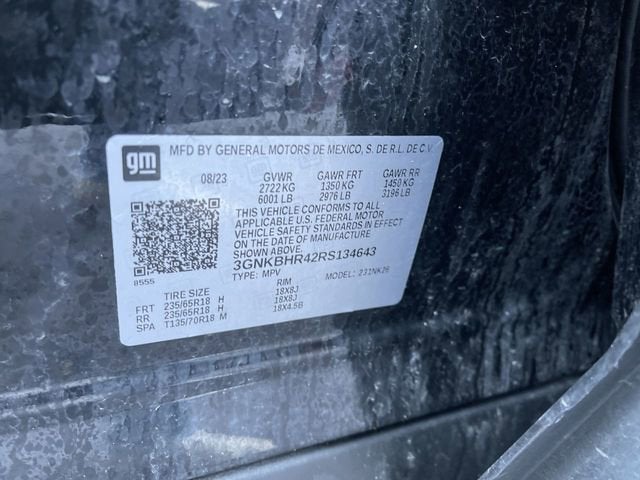 gm MFD BY GENERAL MOTORS DE MEXICO, S. DE R.L. DE C.V.
08/23 GVWR GAWR FRT GAWR RR
2722 KG 1350 KG 1450 KG
6001 LB 2976 LB 3196 LB
THIS VEHICLE CONFORMS TO ALL
APPLICABLE U.S. FEDERAL MOTOR
VEHICLE SAFETY STANDARDS IN EFFECT
ON THE DATE OF MANUFACTURE
SHOWN ABOVE.
3GNKBHR42RS134643
8555 TYPE: MPV MODEL: 231NK26
TIRE SIZE RIM
FRT 235/65R18 H 18X8J
RR 235/65R18 H 18X8J
SPA T135/70R18 M 18X4.5B